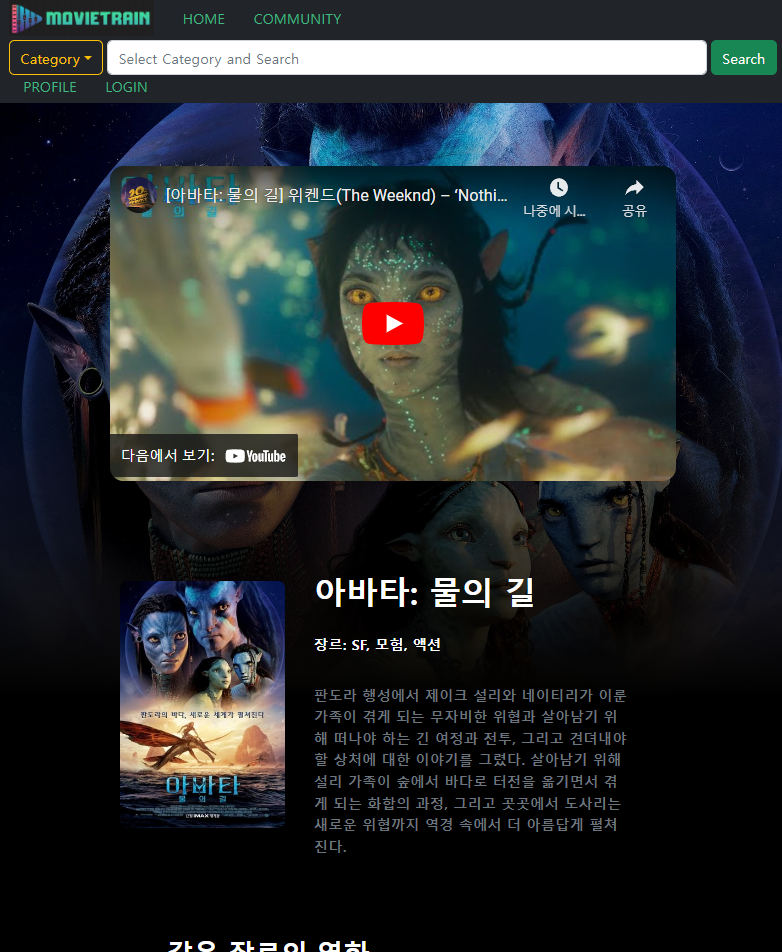 MOVIETRAIN HOME COMMUNITY
Category Select Category and Search Search
PROFILE LOGIN
[아바타: 물의 길] 위켄드(The Weeknd) – ‘Nothi...
나중에 시... 공유
다음에서 보기: YouTube
아바타: 물의 길
장르: SF, 모험, 액션
판도라 행성에서 제이크 설리와 네이티리가 이룬
가족이 겪게 되는 무자비한 위협과 살아남기 위
해 떠나야 하는 긴 여정과 전투, 그리고 견뎌내야
할 상처에 대한 이야기를 그렸다. 살아남기 위해
설리 가족이 숲에서 바다로 터전을 옮기면서 겪
게 되는 화합의 과정, 그리고 곳곳에서 도사리는
새로운 위협까지 역경 속에서 더 아름답게 펼쳐
진다.
판도라의 바다, 새로운 세계가 펼쳐진다
아바타
물의 길
같은 장르의 영화